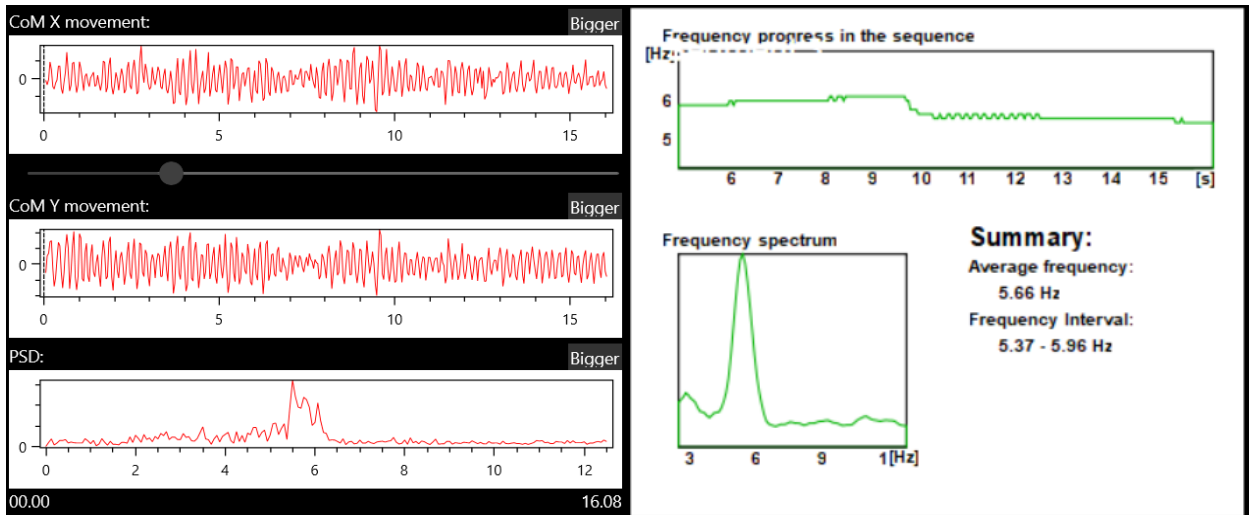 CoM X movement:
Bigger
0
0 5 10 15
CoM Y movement:
Bigger
0
0 5 10 15
PSD:
Bigger
0
0 2 4 6 8 10 12
00.00 16.08
Frequency progress in the sequence
[Hz]
6
5
6 7 8 9 10 11 12 13 14 15 [s]
Frequency spectrum
3 6 9 1[Hz]
Summary:
Average frequency:
5.66 Hz
Frequency Interval:
5.37 - 5.96 Hz